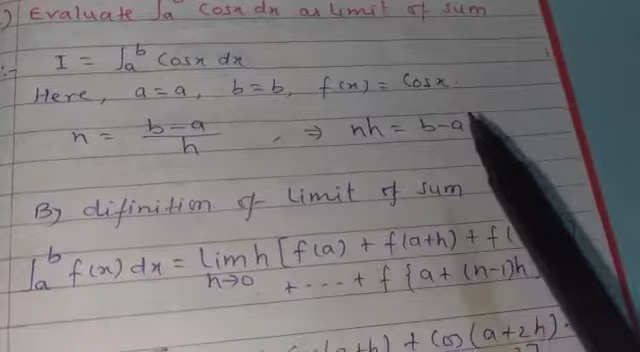 ) Evaluate ∫a^b Cosx dx as limit of sum
:- I = ∫a^b Cosx dx
Here, a=a, b=b, f(x) = Cosx.
n = (b-a)/h , ⇒ nh = b-a
By difinition of limit of sum
∫a^b f(x) dx = lim h→0 h [f(a) + f(a+h) + f(
+ ---- + f {a+(n-1)h
+h) + Cos(a+2h)